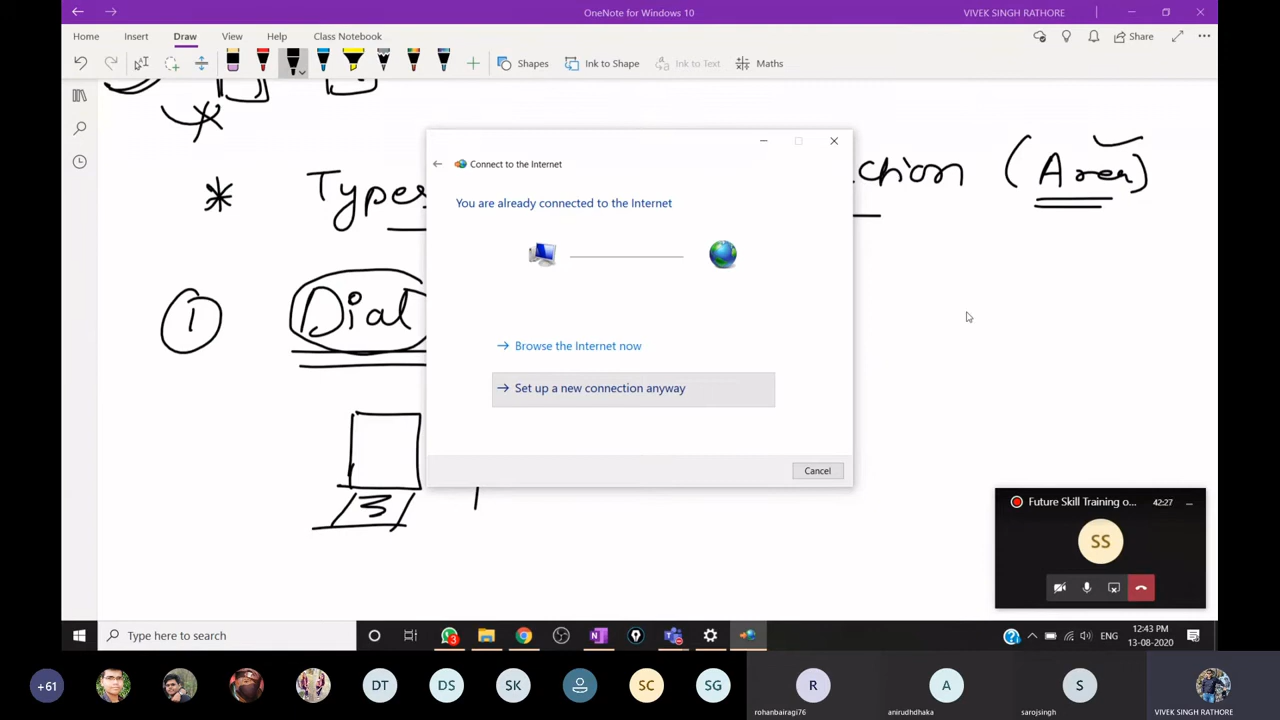 OneNote for Windows 10
VIVEK SINGH RATHORE
Home Insert Draw View Help Class Notebook
Share
Shapes Ink to Shape Ink to Text Maths
* Types
ction (Area)
Connect to the Internet
You are already connected to the Internet
1 Dial
Browse the Internet now
Set up a new connection anyway
Cancel
Future Skill Training o... 42:27
SS
Type here to search
3
ENG
12:43 PM
13-08-2020
+61 DT DS SK SC SG R A S
rohanbairagi76 anirudhdhaka sarojsingh VIVEK SINGH RATHORE